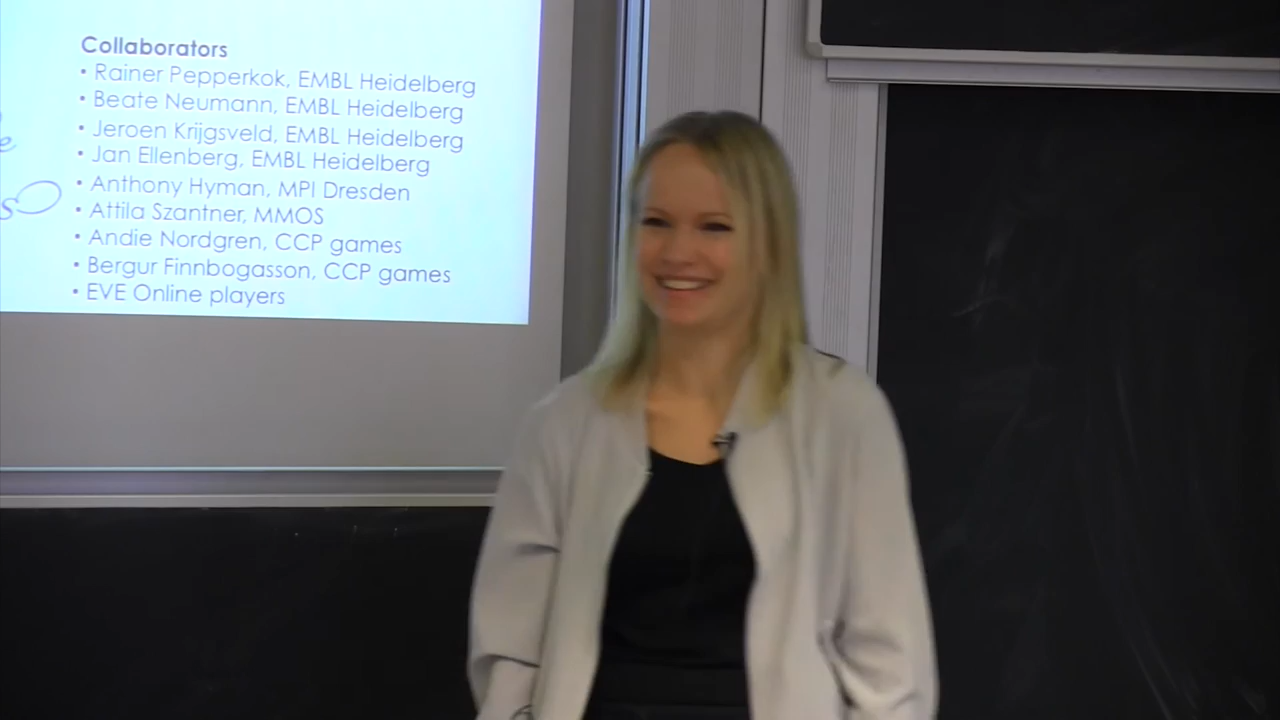 Collaborators
• Rainer Pepperkok, EMBL Heidelberg
• Beate Neumann, EMBL Heidelberg
• Jeroen Krijgsveld, EMBL Heidelberg
• Jan Ellenberg, EMBL Heidelberg
• Anthony Hyman, MPI Dresden
• Attila Szantner, MMOS
• Andie Nordgren, CCP games
• Bergur Finnbogasson, CCP games
• EVE Online players